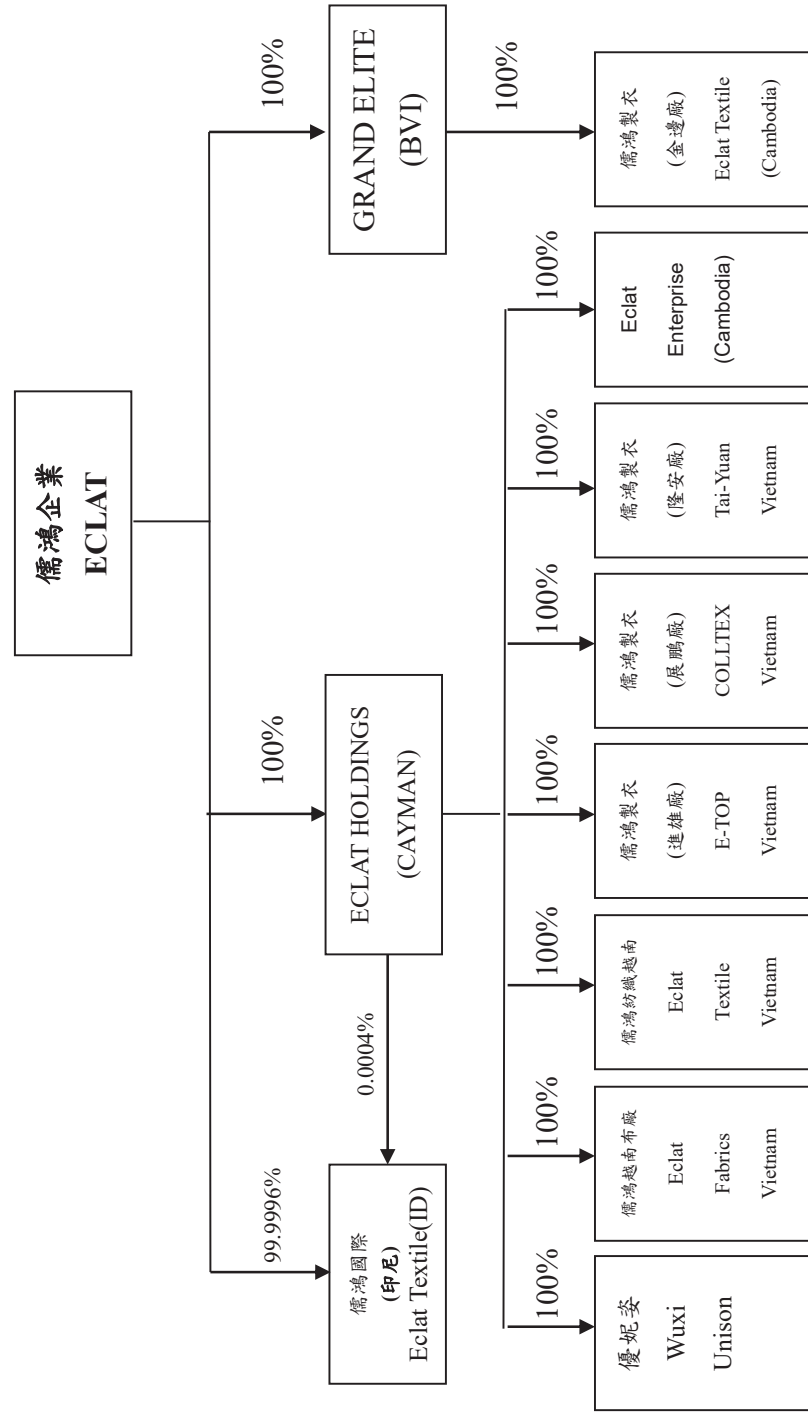 儒鴻企業
ECLAT
99.9996%
100%
100%
儒鴻國際
(印尼)
Eclat Textile(ID)
0.0004%
ECLAT HOLDINGS
(CAYMAN)
GRAND ELITE
(BVI)
100%
100%
100%
100%
100%
100%
100%
100%
優妮姿
Wuxi
Unison
儒鴻越南布廠
Eclat
Fabrics
Vietnam
儒鴻紡織越南
Eclat
Textile
Vietnam
儒鴻製衣
(進雄廠)
E-TOP
Vietnam
儒鴻製衣
(展鵬廠)
COLLTEX
Vietnam
儒鴻製衣
(隆安廠)
Tai-Yuan
Vietnam
Eclat
Enterprise
(Cambodia)
儒鴻製衣
(金邊廠)
Eclat Textile
(Cambodia)